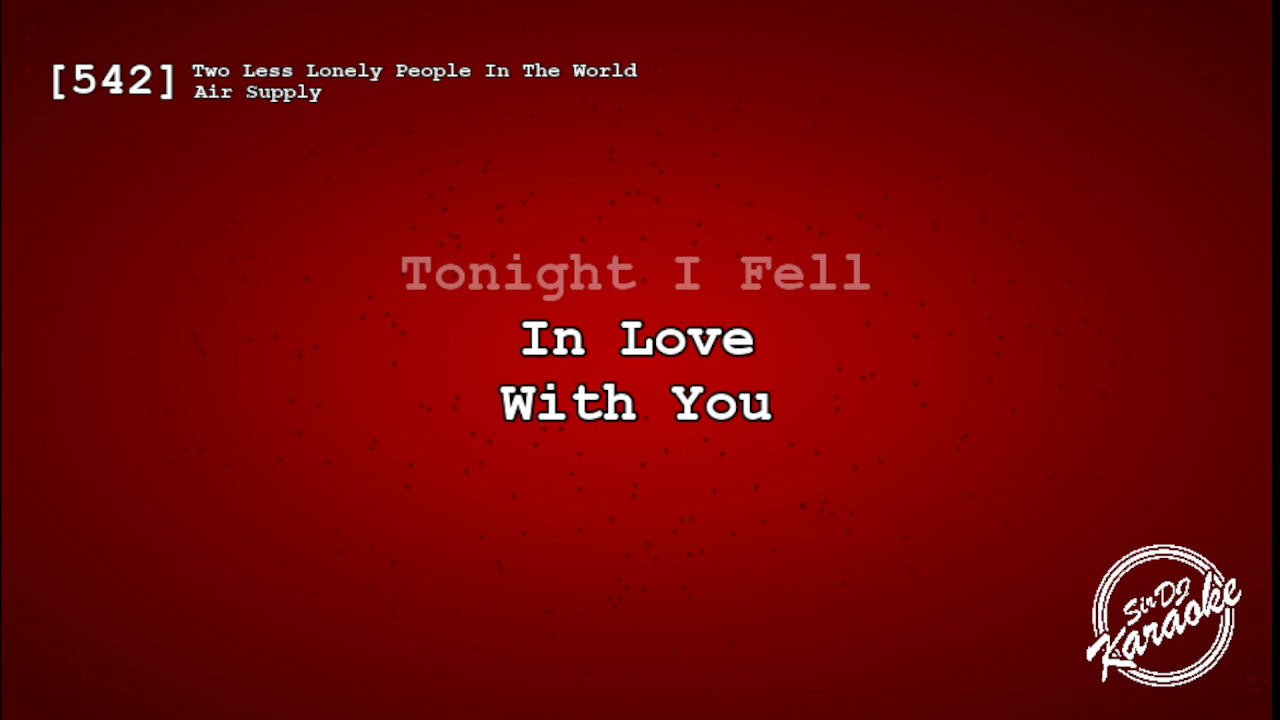 [542]
Two Less Lonely People In The World
Air Supply
Tonight I Fell
In Love
With You
Sir DJ
Karaoke